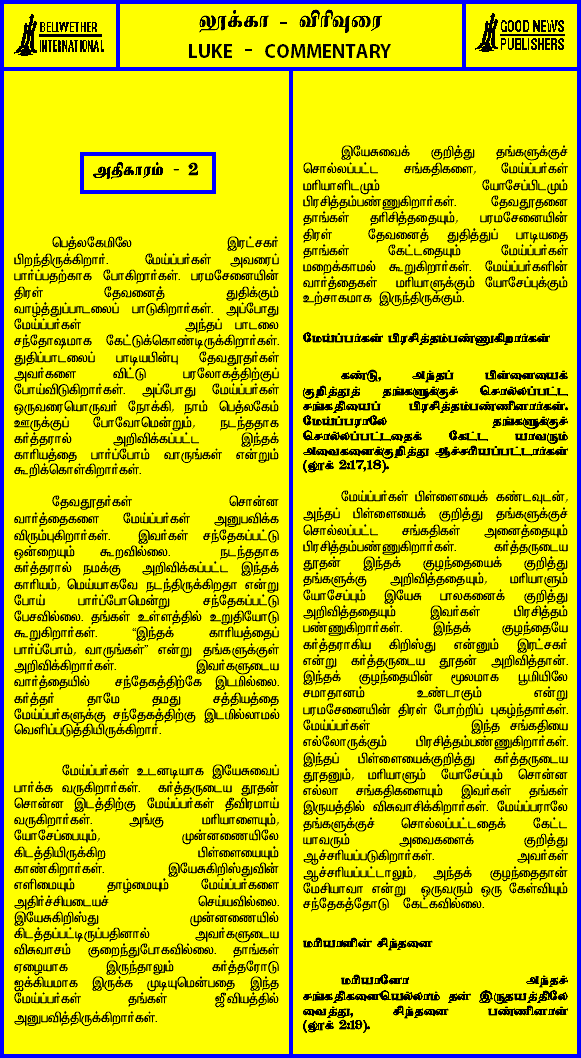 BELLWETHER
INTERNATIONAL
லூக்கா - விரிவுரை
LUKE - COMMENTARY
GOOD NEWS
PUBLISHERS
அதிகாரம் - 2
பெத்லகேமிலே இரட்சகர்
பிறந்திருக்கிறார். மேய்ப்பர்கள் அவரைப்
பார்ப்பதற்காக போகிறார்கள். பரமசேனையின்
திரள் தேவனைத் துதிக்கும்
வாழ்த்துப்பாடலைப் பாடுகிறார்கள். அப்போது
மேய்ப்பர்கள் அந்தப் பாடலை
சந்தோஷமாக கேட்டுக்கொண்டிருக்கிறார்கள்.
துதிப்பாடலைப் பாடியபின்பு தேவதூதர்கள்
அவர்களை விட்டு பரலோகத்திற்குப்
போய்விடுகிறார்கள். அப்போது மேய்ப்பர்கள்
ஒருவரையொருவர் நோக்கி, நாம் பெத்லகேம்
ஊருக்குப் போவோமென்றும், நடந்ததாக
கர்த்தரால் அறிவிக்கப்பட்ட இந்தக்
காரியத்தை பார்ப்போம் வாருங்கள் என்றும்
கூறிக்கொள்கிறார்கள்.
தேவதூதர்கள் சொன்ன
வார்த்தைகளை மேய்ப்பர்கள் அனுபவிக்க
விரும்புகிறார்கள். இவர்கள் சந்தேகப்பட்டு
ஒன்றையும் கூறவில்லை. நடந்ததாக
கர்த்தரால் நமக்கு அறிவிக்கப்பட்ட இந்தக்
காரியம், மெய்யாகவே நடந்திருக்கிறதா என்று
போய் பார்ப்போமென்று சந்தேகப்பட்டு
பேசவில்லை. தங்கள் உள்ளத்தில் உறுதியோடு
கூறுகிறார்கள். “இந்தக் காரியத்தைப்
பார்ப்போம், வாருங்கள்” என்று தங்களுக்குள்
அறிவிக்கிறார்கள். இவர்களுடைய
வார்த்தையில் சந்தேகத்திற்கே இடமில்லை.
கர்த்தர் தாமே தமது சத்தியத்தை
மேய்ப்பர்களுக்கு சந்தேகத்திற்கு இடமில்லாமல்
வெளிப்படுத்தியிருக்கிறார்.
மேய்ப்பர்கள் உடனடியாக இயேசுவைப்
பார்க்க வருகிறார்கள். கர்த்தருடைய தூதன்
சொன்ன இடத்திற்கு மேய்ப்பர்கள் தீவிரமாய்
வருகிறார்கள். அங்கு மரியாளையும்,
யோசேப்பையும், முன்னணையிலே
கிடத்தியிருக்கிற பிள்ளையையும்
காண்கிறார்கள். இயேசுகிறிஸ்துவின்
எளிமையும் தாழ்மையும் மேய்ப்பர்களை
அதிர்ச்சியடையச் செய்யவில்லை.
இயேசுகிறிஸ்து முன்னணையில்
கிடத்தப்பட்டிருப்பதினால் அவர்களுடைய
விசுவாசம் குறைந்துபோகவில்லை. தாங்கள்
ஏழையாக இருந்தாலும் கர்த்தரோடு
ஐக்கியமாக இருக்க முடியுமென்பதை இந்த
மேய்ப்பர்கள் தங்கள் ஜீவியத்தில்
அனுபவித்திருக்கிறார்கள்.
இயேசுவைக் குறித்து தங்களுக்குச்
சொல்லப்பட்ட சங்கதிகளை, மேய்ப்பர்கள்
மரியாளிடமும் யோசேப்பிடமும்
பிரசித்தம்பண்ணுகிறார்கள். தேவதூதனை
தாங்கள் தரிசித்ததையும், பரமசேனையின்
திரள் தேவனைத் துதித்துப் பாடியதை
தாங்கள் கேட்டதையும் மேய்ப்பர்கள்
மறைக்காமல் கூறுகிறார்கள். மேய்ப்பர்களின்
வார்த்தைகள் மரியாளுக்கும் யோசேப்புக்கும்
உற்சாகமாக இருந்திருக்கும்.
மேய்ப்பர்கள் பிரசித்தம்பண்ணுகிறார்கள்
கண்டு, அந்தப் பிள்ளையைக்
குறித்துத் தங்களுக்குச் சொல்லப்பட்ட
சங்கதியைப் பிரசித்தம்பண்ணினார்கள்.
மேய்ப்பராலே தங்களுக்குச்
சொல்லப்பட்டதைக் கேட்ட யாவரும்
அவைகளைக்குறித்து ஆச்சரியப்பட்டார்கள்
(லூக் 2:17,18).
மேய்ப்பர்கள் பிள்ளையைக் கண்டவுடன்,
அந்தப் பிள்ளையைக் குறித்து தங்களுக்குச்
சொல்லப்பட்ட சங்கதிகள் அனைத்தையும்
பிரசித்தம்பண்ணுகிறார்கள். கர்த்தருடைய
தூதன் இந்தக் குழந்தையைக் குறித்து
தங்களுக்கு அறிவித்ததையும், மரியாளும்
யோசேப்பும் இயேசு பாலகனைக் குறித்து
அறிவித்ததையும் இவர்கள் பிரசித்தம்
பண்ணுகிறார்கள். இந்தக் குழந்தையே
கர்த்தராகிய கிறிஸ்து என்னும் இரட்சகர்
என்று கர்த்தருடைய தூதன் அறிவித்தான்.
இந்தக் குழந்தையின் மூலமாக பூமியிலே
சமாதானம் உண்டாகும் என்று
பரமசேனையின் திரள் போற்றிப் புகழ்ந்தார்கள்.
மேய்ப்பர்கள் இந்த சங்கதியை
எல்லோருக்கும் பிரசித்தம்பண்ணுகிறார்கள்.
இந்தப் பிள்ளையைக்குறித்து கர்த்தருடைய
தூதனும், மரியாளும் யோசேப்பும் சொன்ன
எல்லா சங்கதிகளையும் இவர்கள் தங்கள்
இருயத்தில் விசுவாசிக்கிறார்கள். மேய்ப்பராலே
தங்களுக்குச் சொல்லப்பட்டதைக் கேட்ட
யாவரும் அவைகளைக் குறித்து
ஆச்சரியப்படுகிறார்கள். அவர்கள்
ஆச்சரியப்பட்டாலும், அந்தக் குழந்தைதான்
மேசியாவா என்று ஒருவரும் ஒரு கேள்வியும்
சந்தேகத்தோடு கேட்கவில்லை.
மரியாளின் சிந்தனை
மரியாளோ அந்தச்
சங்கதிகளையெல்லாம் தன் இருதயத்திலே
வைத்து, சிந்தனை பண்ணினாள்
(லூக் 2:19).